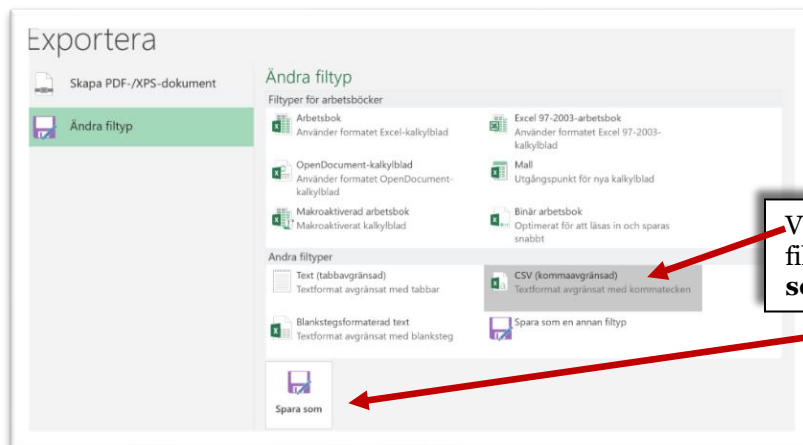 Exportera
Skapa PDF-/XPS-dokument
Ändra filtyp
Ändra filtyp
Filtyper för arbetsböcker
Arbetsbok
Använder formatet Excel-kalkylblad
Excel 97-2003-arbetsbok
Använder formatet Excel 97-2003-
kalkylblad
OpenDocument-kalkylblad
Använder formatet OpenDocument-
kalkylblad
Mall
Utgångspunkt för nya kalkylblad
Makroaktiverad arbetsbok
Makroaktiverat kalkylblad
Binär arbetsbok
Optimerat för att läsas in och sparas
snabbt
Andra filtyper
Text (tabbavgränsad)
Textformat avgränsat med tabbar
CSV (kommaavgränsad)
Textformat avgränsat med kommatecken
Blankstegsformaterad text
Textformat avgränsat med blanksteg
Spara som en annan filtyp
Spara som